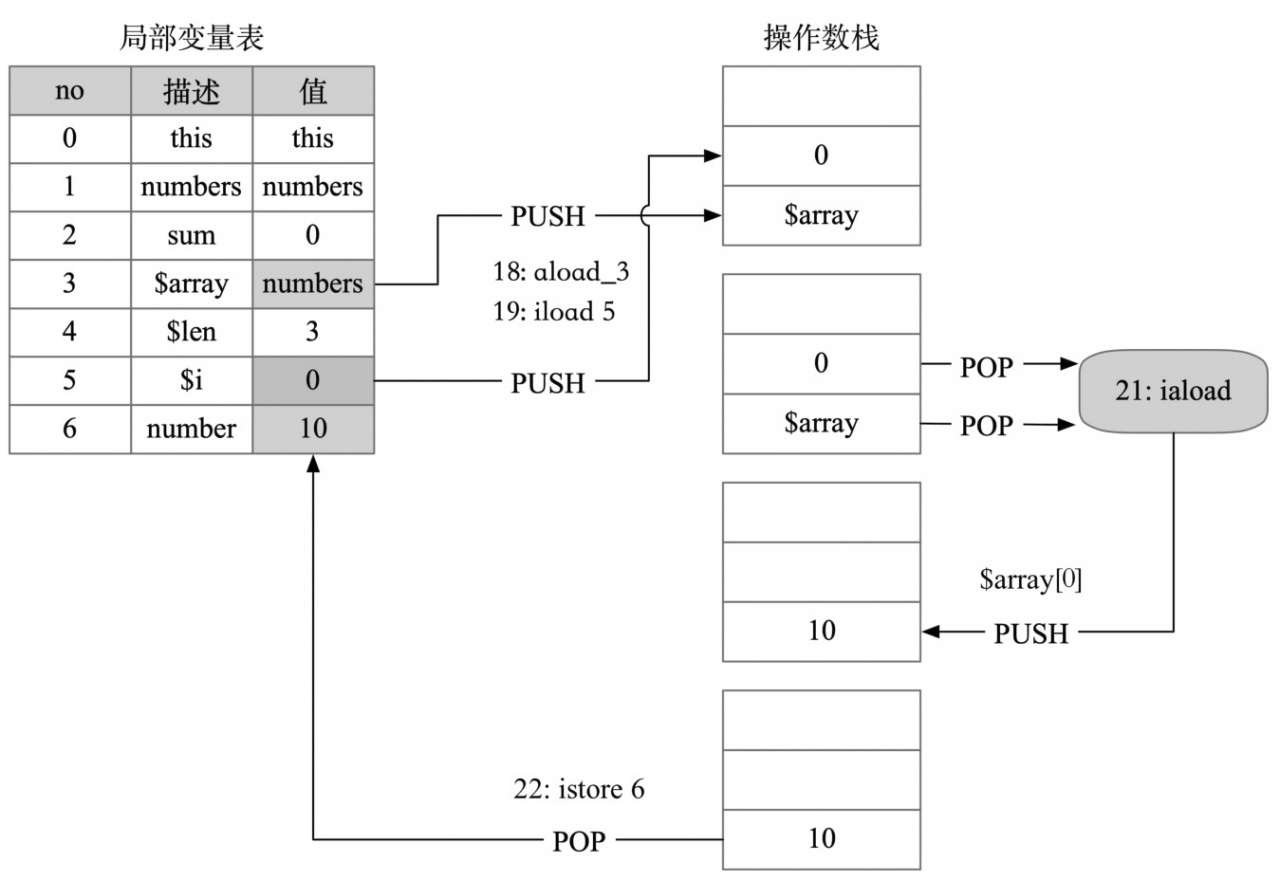 局部变量表
no 描述 值
0 this this
1 numbers numbers
2 sum 0
3 $array numbers
4 $len 3
5 $i 0
6 number 10
PUSH
18: aload_3
19: iload 5
PUSH
操作数栈
0
$array
0
$array
POP
POP
21: iaload
$array[0]
PUSH
10
22: istore 6
POP
10